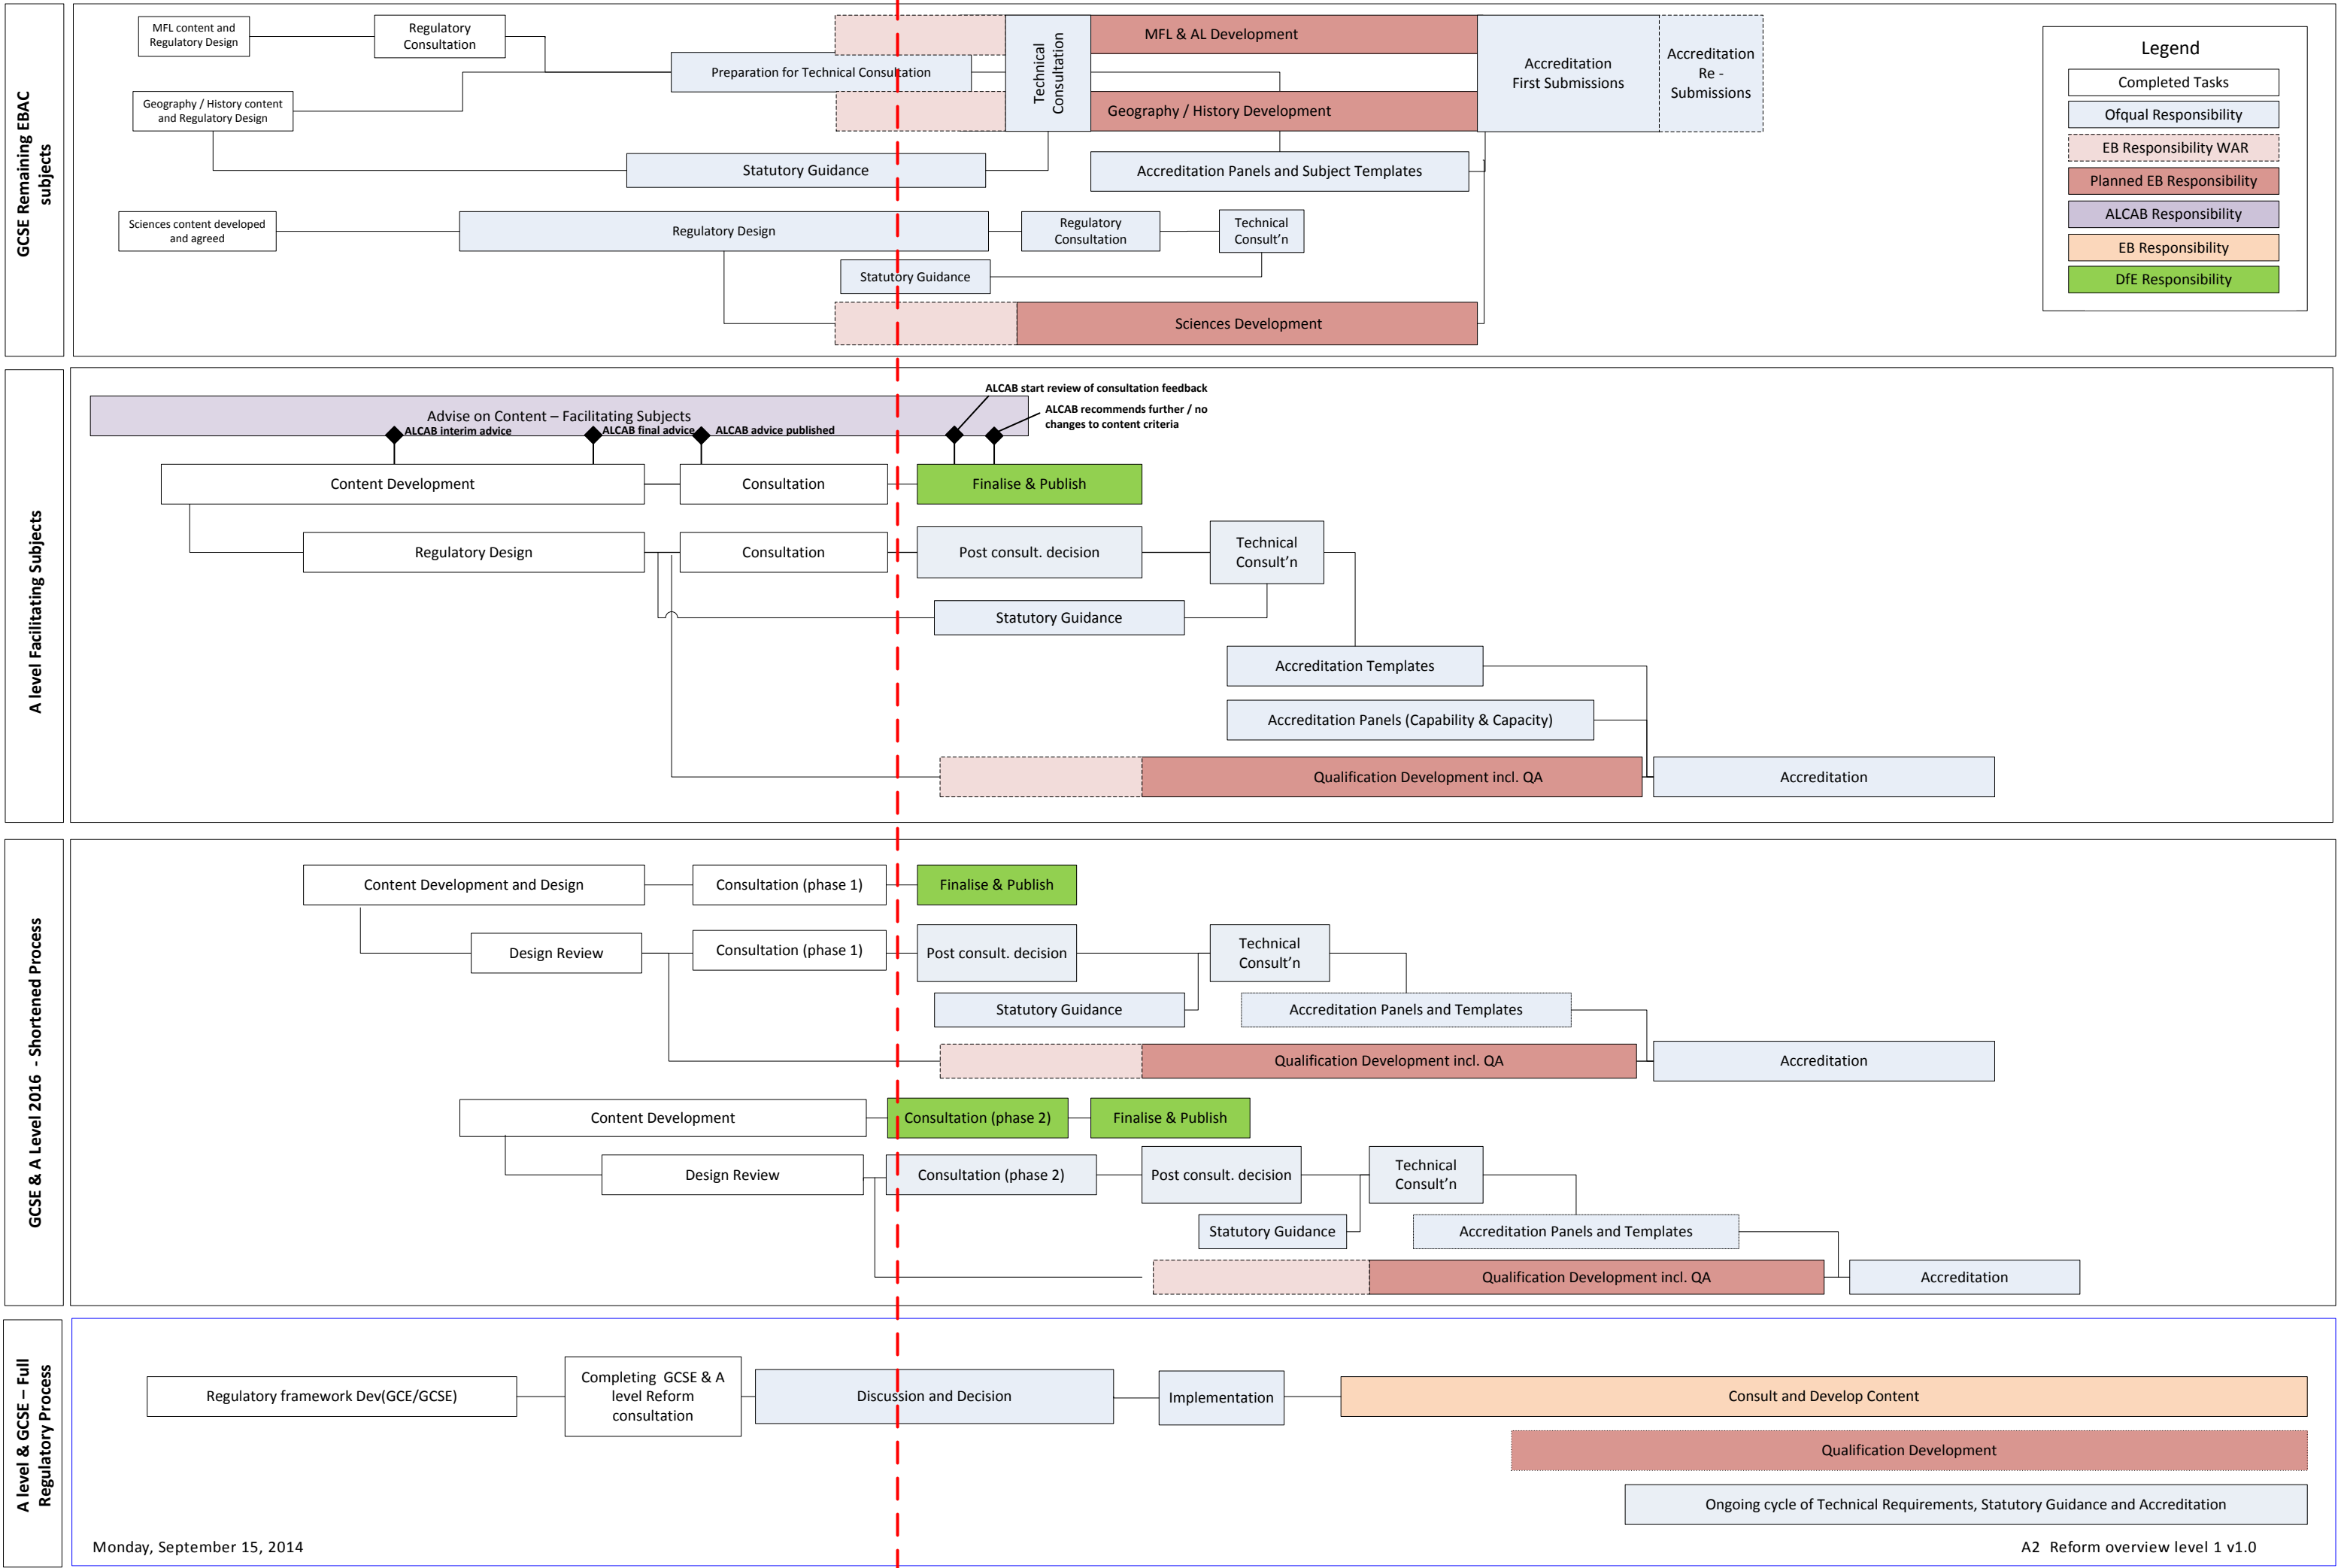 GCSE Remaining EBAC
subjects
MFL content and
Regulatory Design
Regulatory
Consultation
Preparation for Technical Consultation
Technical
Consultation
MFL & AL Development
Accreditation
First Submissions
Accreditation
Re -
Submissions
Geography / History content
and Regulatory Design
Geography / History Development
Statutory Guidance
Accreditation Panels and Subject Templates
Sciences content developed
and agreed
Regulatory Design
Regulatory
Consultation
Technical
Consult’n
Statutory Guidance
Sciences Development
Legend
Completed Tasks
Ofqual Responsibility
EB Responsibility WAR
Planned EB Responsibility
ALCAB Responsibility
EB Responsibility
DfE Responsibility
A level Facilitating Subjects
ALCAB start review of consultation feedback
ALCAB recommends further / no
changes to content criteria
Advise on Content – Facilitating Subjects
ALCAB interim advice
ALCAB final advice
ALCAB advice published
Content Development
Consultation
Finalise & Publish
Regulatory Design
Consultation
Post consult. decision
Technical
Consult’n
Statutory Guidance
Accreditation Templates
Accreditation Panels (Capability & Capacity)
Qualification Development incl. QA
Accreditation
GCSE & A Level 2016  - Shortened Process
Content Development and Design
Consultation (phase 1)
Finalise & Publish
Design Review
Consultation (phase 1)
Post consult. decision
Technical
Consult’n
Statutory Guidance
Accreditation Panels and Templates
Qualification Development incl. QA
Accreditation
Content Development
Consultation (phase 2)
Finalise & Publish
Design Review
Consultation (phase 2)
Post consult. decision
Technical
Consult’n
Statutory Guidance
Accreditation Panels and Templates
Qualification Development incl. QA
Accreditation
A level & GCSE – Full
Regulatory Process
Regulatory framework Dev(GCE/GCSE)
Completing  GCSE & A
level Reform
consultation
Discussion and Decision
Implementation
Consult and Develop Content
Qualification Development
Ongoing cycle of Technical Requirements, Statutory Guidance and Accreditation
Monday, September 15, 2014
A2  Reform overview level 1 v1.0